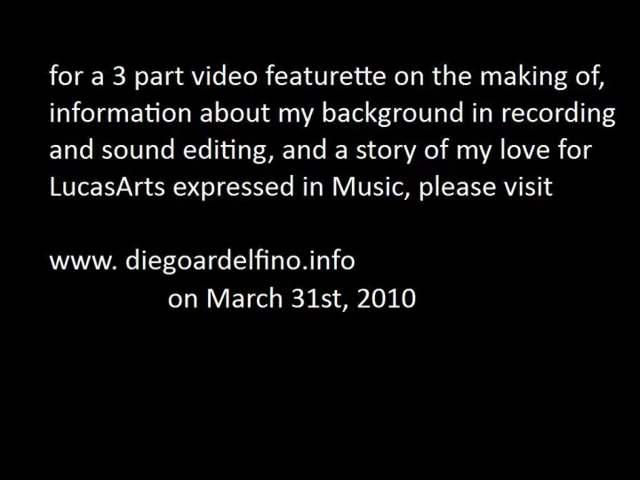 for a 3 part video featurette on the making of,
information about my background in recording
and sound editing, and a story of my love for
LucasArts expressed in Music, please visit
www. diegoardelfino.info
on March 31st, 2010